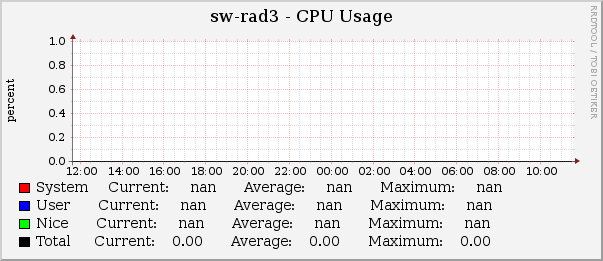 sw-rad3 - CPU Usage
RRDTOOL / TOBI OETIKER
percent
1.0
0.8
0.6
0.4
0.2
0.0
12:00 14:00 16:00 18:00 20:00 22:00 00:00 02:00 04:00 06:00 08:00 10:00
System Current: nan Average: nan Maximum: nan
User Current: nan Average: nan Maximum: nan
Nice Current: nan Average: nan Maximum: nan
Total Current: 0.00 Average: 0.00 Maximum: 0.00